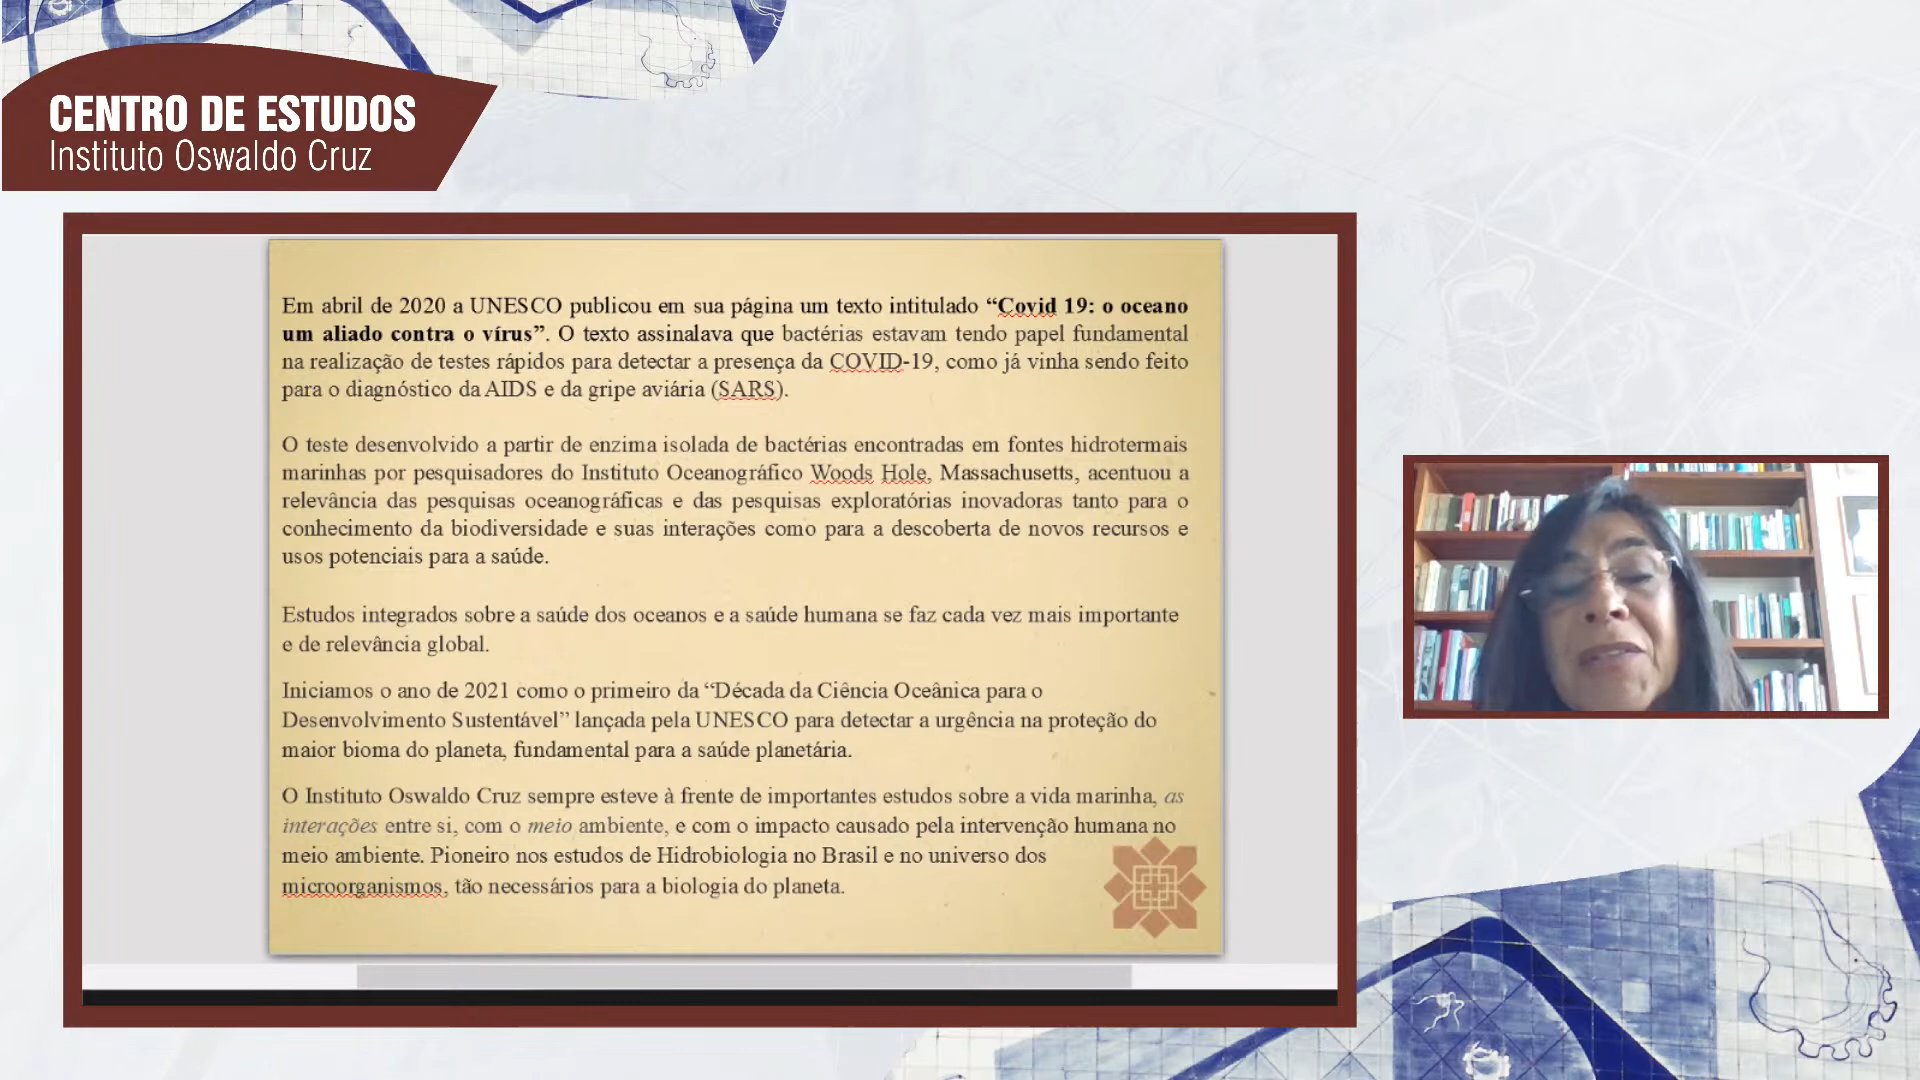 CENTRO DE ESTUDOS
Instituto Oswaldo Cruz
Em abril de 2020 a UNESCO publicou em sua página um texto intitulado “Covid 19: o oceano
um aliado contra o vírus”. O texto assinalava que bactérias estavam tendo papel fundamental
na realização de testes rápidos para detectar a presença da COVID-19, como já vinha sendo feito
para o diagnóstico da AIDS e da gripe aviária (SARS).
O teste desenvolvido a partir de enzima isolada de bactérias encontradas em fontes hidrotermais
marinhas por pesquisadores do Instituto Oceanográfico Woods Hole, Massachusetts, acentuou a
relevância das pesquisas oceanográficas e das pesquisas exploratórias inovadoras tanto para o
conhecimento da biodiversidade e suas interações como para a descoberta de novos recursos e
usos potenciais para a saúde.
Estudos integrados sobre a saúde dos oceanos e a saúde humana se faz cada vez mais importante
e de relevância global.
Iniciamos o ano de 2021 como o primeiro da “Década da Ciência Oceânica para o
Desenvolvimento Sustentável” lançada pela UNESCO para detectar a urgência na proteção do
maior bioma do planeta, fundamental para a saúde planetária.
O Instituto Oswaldo Cruz sempre esteve à frente de importantes estudos sobre a vida marinha, as
interações entre si, com o meio ambiente, e com o impacto causado pela intervenção humana no
meio ambiente. Pioneiro nos estudos de Hidrobiologia no Brasil e no universo dos
microorganismos, tão necessários para a biologia do planeta.